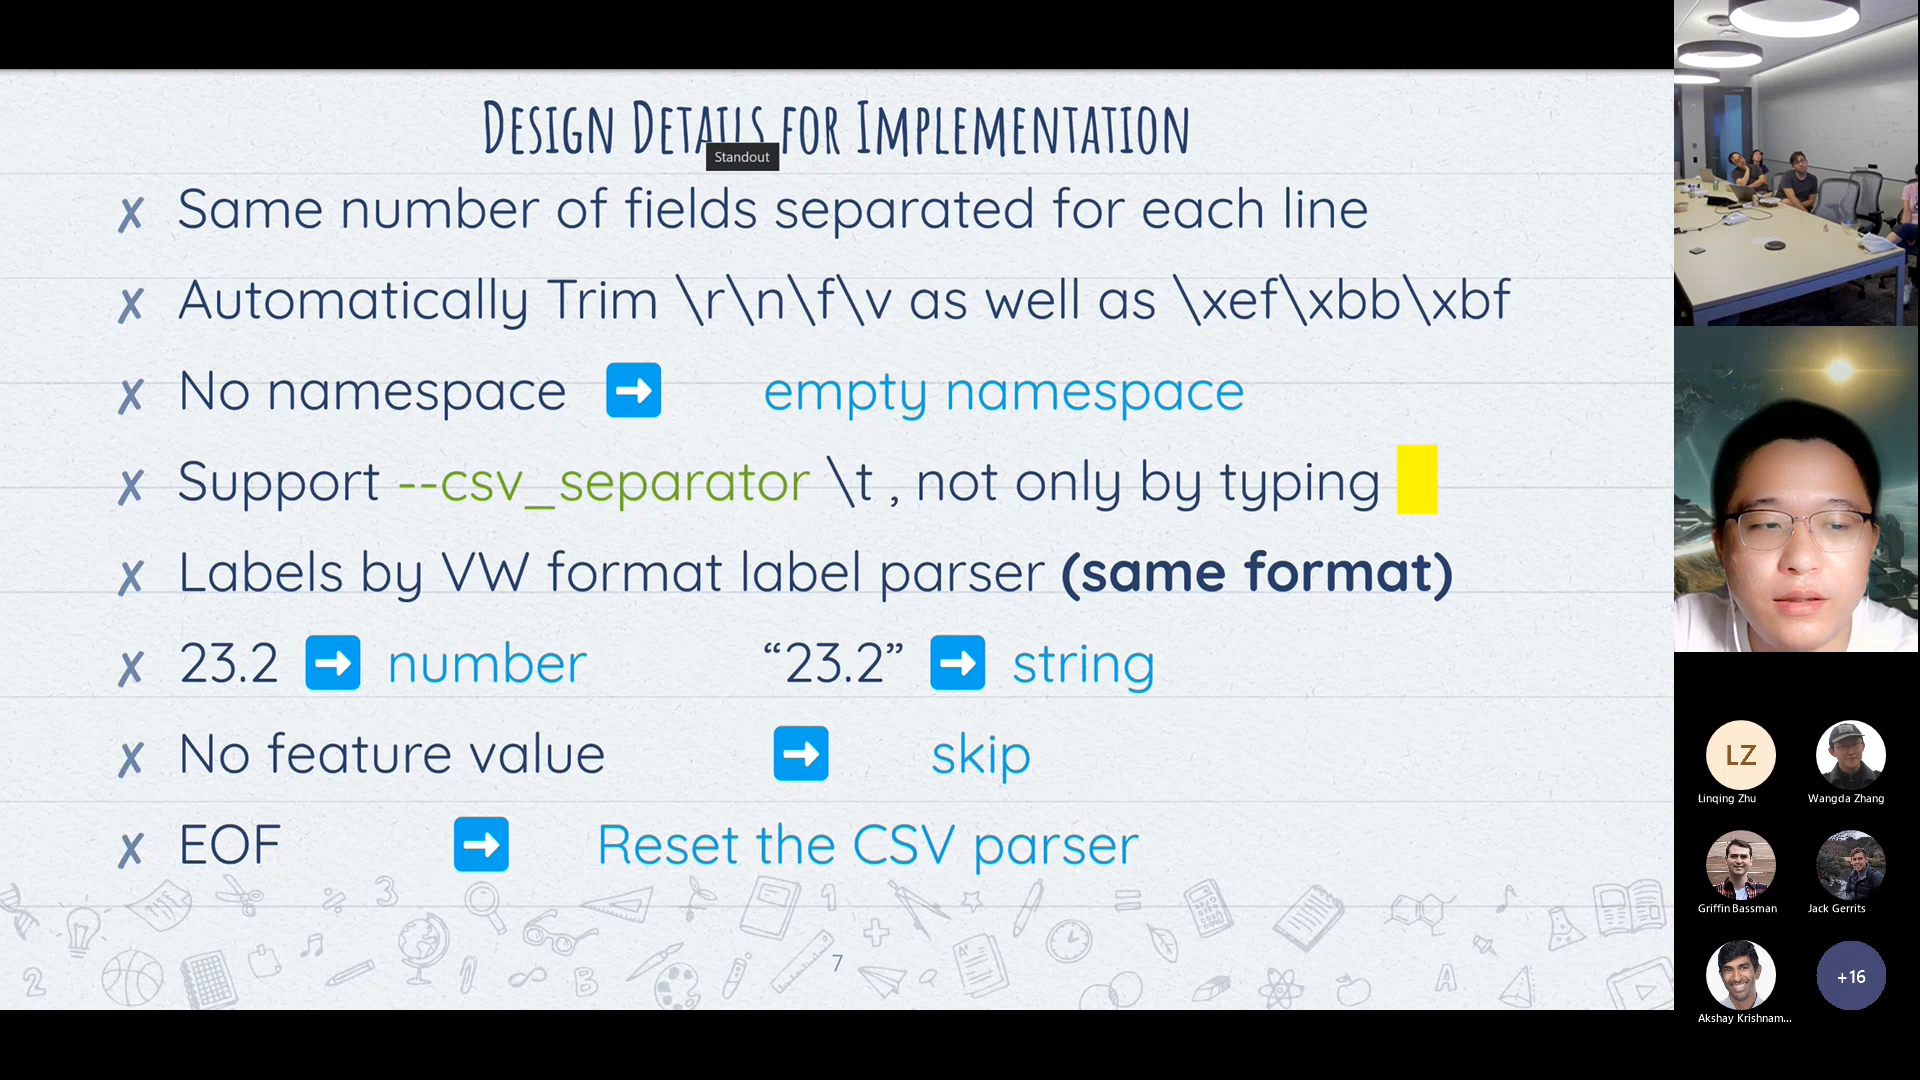 Design Details for Implementation
Standout
✗ Same number of fields separated for each line
✗ Automatically Trim \r\n\f\v as well as \xef\xbb\xbf
✗ No namespace ➡ empty namespace
✗ Support --csv_separator \t , not only by typing
✗ Labels by VW format label parser (same format)
✗ 23.2 ➡ number “23.2” ➡ string
✗ No feature value ➡ skip
✗ EOF ➡ Reset the CSV parser
7
LZ
Linqing Zhu
Wangda Zhang
Griffin Bassman
Jack Gerrits
Akshay Krishnam...
+16